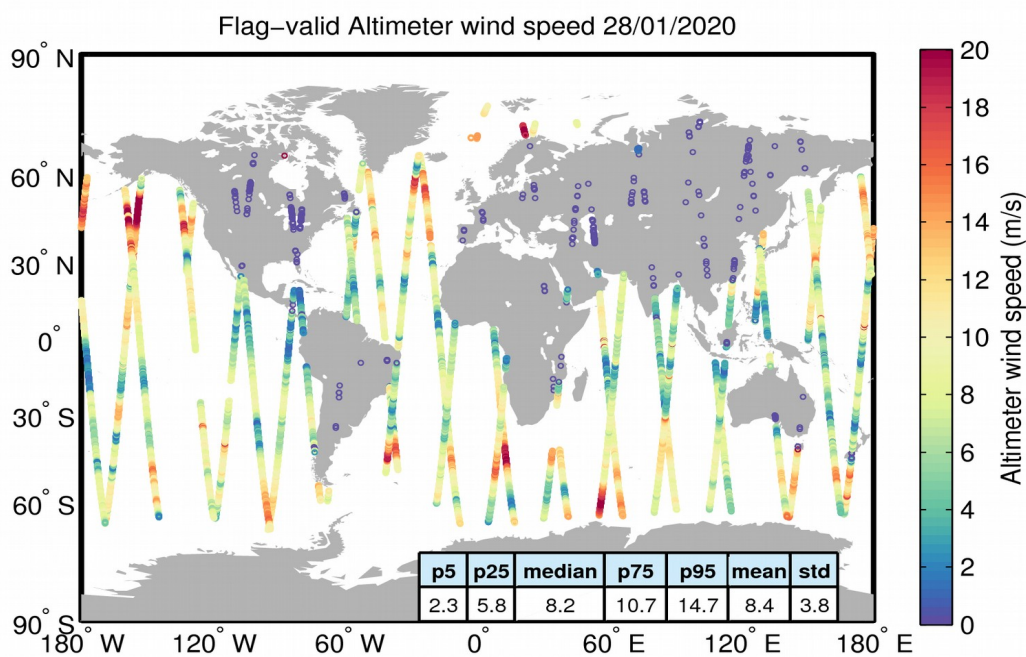 Flag−valid Altimeter wind speed 28/01/2020
90° N
60° N
30° N
0°
30° S
60° S
90° S
180° W
120° W
60° W
0°
60° E
120° E
180° E
p5 p25 median p75 p95 mean std
2.3 5.8 8.2 10.7 14.7 8.4 3.8
20
18
16
14
12
10
8
6
4
2
0
Altimeter wind speed (m/s)